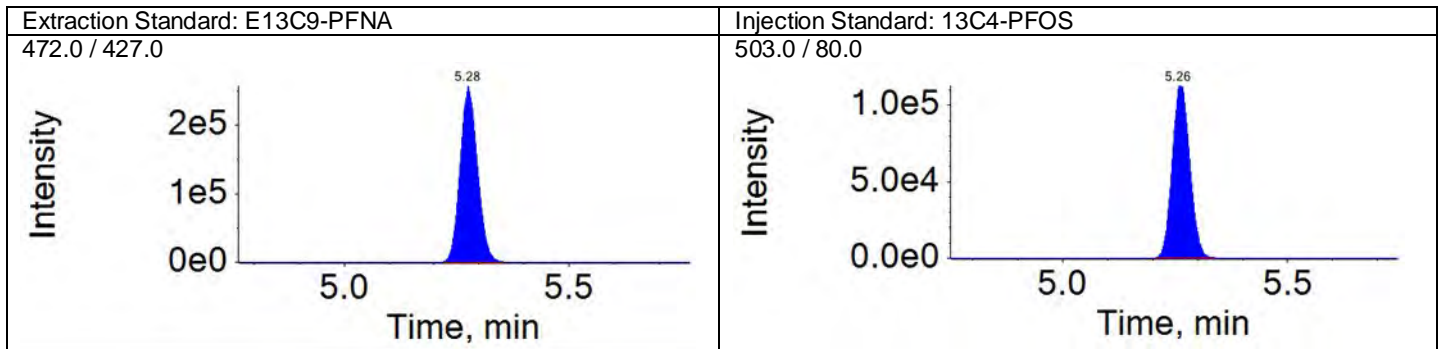 Extraction Standard: E13C9-PFNA
472.0 / 427.0
5.28
2e5
1e5
0e0
Intensity
5.0 5.5
Time, min
Injection Standard: 13C4-PFOS
503.0 / 80.0
5.26
1.0e5
5.0e4
0.0e0
Intensity
5.0 5.5
Time, min